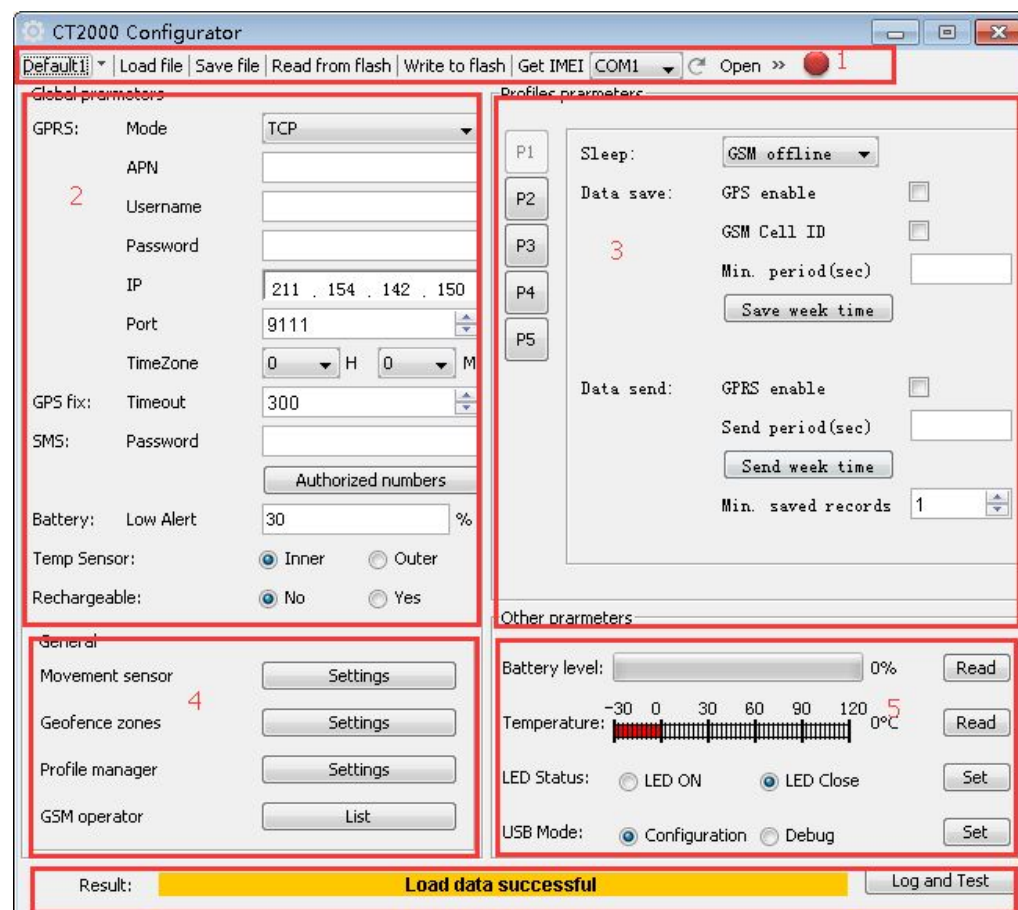 CT2000 Configurator
Default1 Load file Save file Read from flash Write to flash Get IMEI COM1 Open » 1
Global prarmeters
GPRS: Mode TCP
APN
2
Username
Password
IP 211 . 154 . 142 . 150
Port 9111
TimeZone 0 H 0 M
GPS fix: Timeout 300
SMS: Password
Authorized numbers
Battery: Low Alert 30 %
Temp Sensor: Inner Outer
Rechargeable: No Yes
Profiles prarmeters
P1
P2
P3
P4
P5
Sleep: GSM offline
Data save: GPS enable
GSM Cell ID
3
Min. period(sec)
Save week time
Data send: GPRS enable
Send period(sec)
Send week time
Min. saved records 1
General
Movement sensor Settings
4
Geofence zones Settings
Profile manager Settings
GSM operator List
Other prarmeters
Battery level: 0% Read
-30 0 30 60 90 120
5
Temperature: 0°C Read
LED Status: LED ON LED Close Set
USB Mode: Configuration Debug Set
Result: Load data successful Log and Test